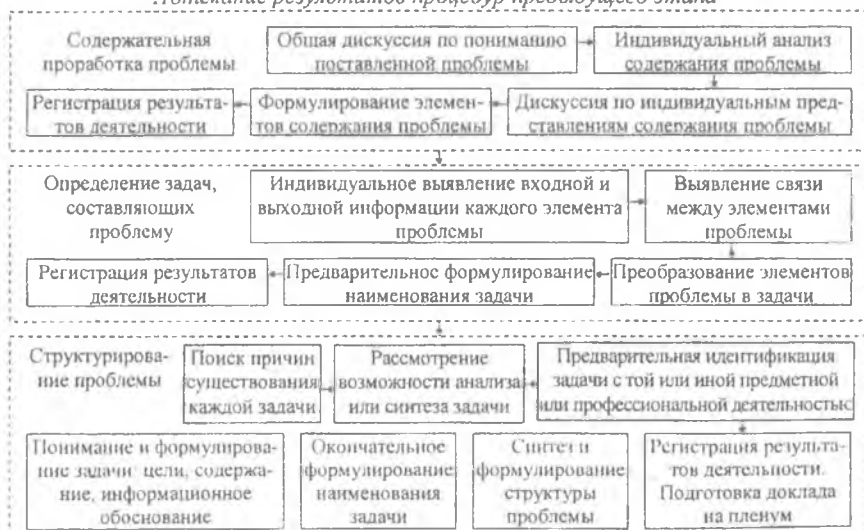 результатов процедур предыдущего этапа
Содержательная
проработка проблемы
Общая дискуссия по пониманию
поставленной проблемы
Индивидуальный анализ
содержания проблемы
Регистрация результа-
тов деятельности
Формулирование элемен-
тов содержания проблемы
Дискуссия по индивидуальным пред-
ставлениям содержания проблемы
Определение задач,
составляющих
проблему
Индивидуальное выявление входной и
выходной информации каждого элемента
проблемы
Выявление связи
между элементами
проблемы
Регистрация результатов
деятельности
Предварительное формулирование
наименования задачи
Преобразование элементов
проблемы в задачи
Структурирова-
ние проблемы
Поиск причин
существования
каждой задачи
Рассмотрение
возможности анализа
или синтеза задачи
Предварительная идентификация
задачи с той или иной предметной
или профессиональной деятельностью
Понимание и формулирова-
ние задачи: цели, содержа-
ние, информационное
обоснование
Окончательное
формулирование
наименования
задачи
Синтез и
формулирование
структуры
проблемы
Регистрация результа-
тов деятельности.
Подготовка доклада
на пленум